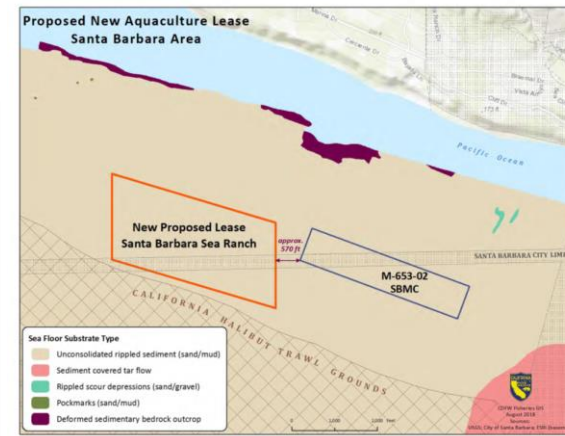 Proposed New Aquaculture Lease
Santa Barbara Area
Cliff Dr
Pacific Ocean
New Proposed Lease
Santa Barbara Sea Ranch
approx.
570 ft
SANTA BARBARA CITY LIMIT
M-653-02
SBMC
CALIFORNIA HALIBUT TRAWL GROUNDS
Sea Floor Substrate Type
Unconsolidated rippled sediment (sand/mud)
Sediment covered tar flow
Rippled scour depressions (sand/gravel)
Pockmarks (sand/mud)
Deformed sedimentary bedrock outcrop
CDFW Fisheries GIS
August 2018
Sources: